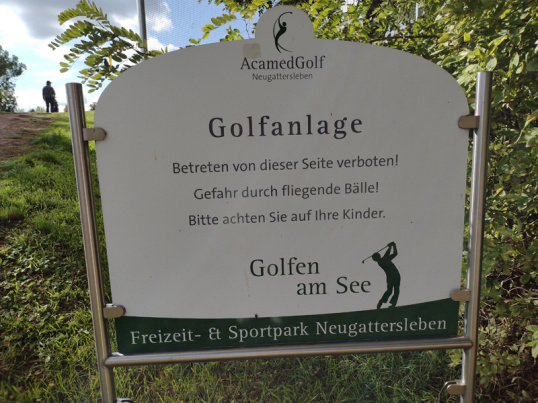 AcamedGolf
Neugattersleben
Golfanlage
Betreten von dieser Seite verboten!
Gefahr durch fliegende Bälle!
Bitte achten Sie auf Ihre Kinder.
Golfen
am See
Freizeit- & Sportpark Neugattersleben